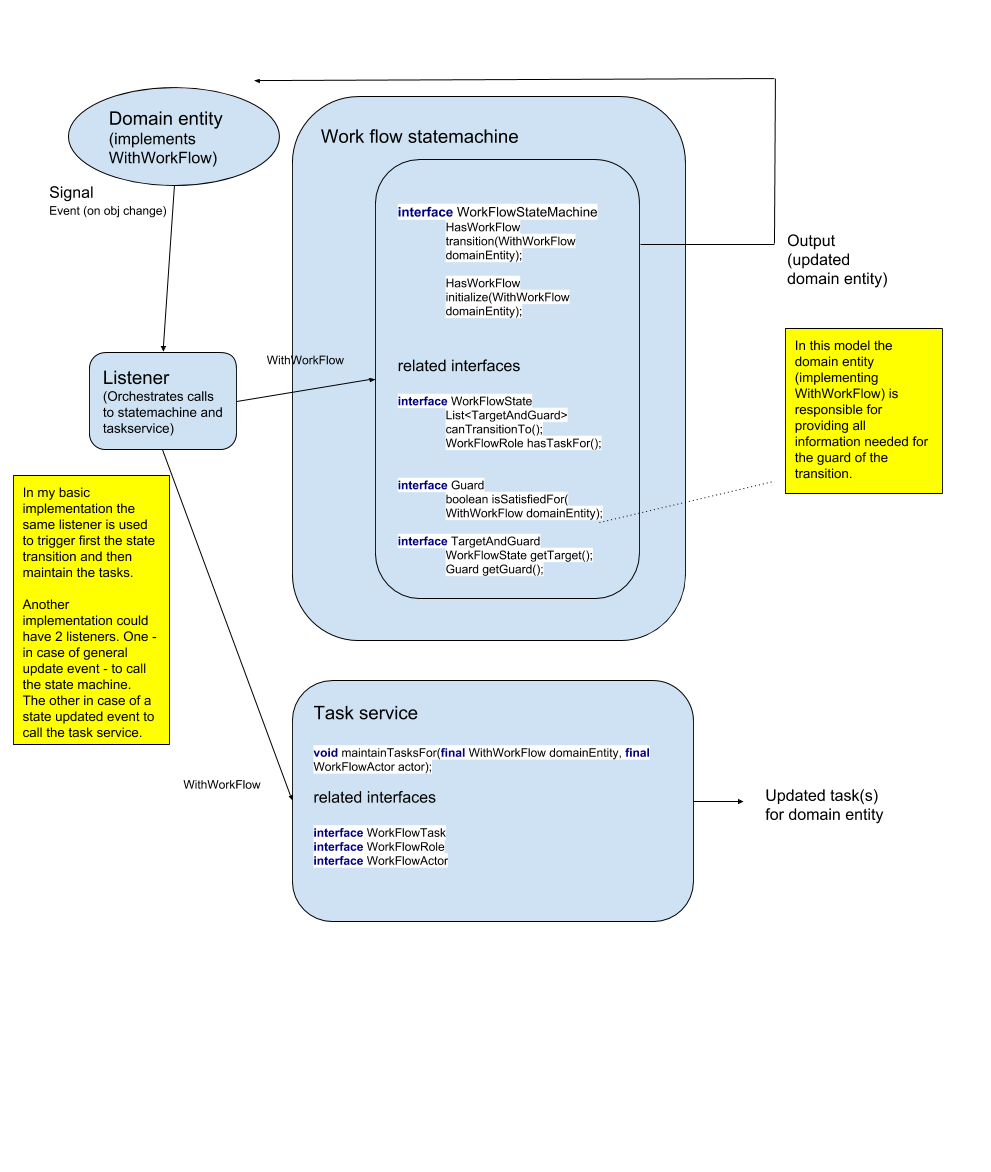 Domain entity
(implements
WithWorkFlow)
Signal
Event (on obj change)
Work flow statemachine
interface WorkFlowStateMachine
HasWorkFlow
transition(WithWorkFlow
domainEntity);
HasWorkFlow
initialize(WithWorkFlow
domainEntity);
Output
(updated
domain entity)
WithWorkFlow
Listener
(Orchestrates calls
to statemachine and
taskservice)
related interfaces
interface WorkFlowState
List<TargetAndGuard>
canTransitionTo();
WorkFlowRole hasTaskFor();
interface Guard
boolean isSatisfiedFor(
WithWorkFlow domainEntity);
interface TargetAndGuard
WorkFlowState getTarget();
Guard getGuard();
In this model the
domain entity
(implementing
WithWorkFlow) is
responsible for
providing all
information needed for
the guard of the
transition.
In my basic
implementation the
same listener is used
to trigger first the state
transition and then
maintain the tasks.
Another
implementation could
have 2 listeners. One -
in case of general
update event - to call
the state machine.
The other in case of a
state updated event to
call the task service.
WithWorkFlow
Task service
void maintainTasksFor(final WithWorkFlow domainEntity, final
WorkFlowActor actor);
related interfaces
interface WorkFlowTask
interface WorkFlowRole
interface WorkFlowActor
Updated task(s)
for domain entity